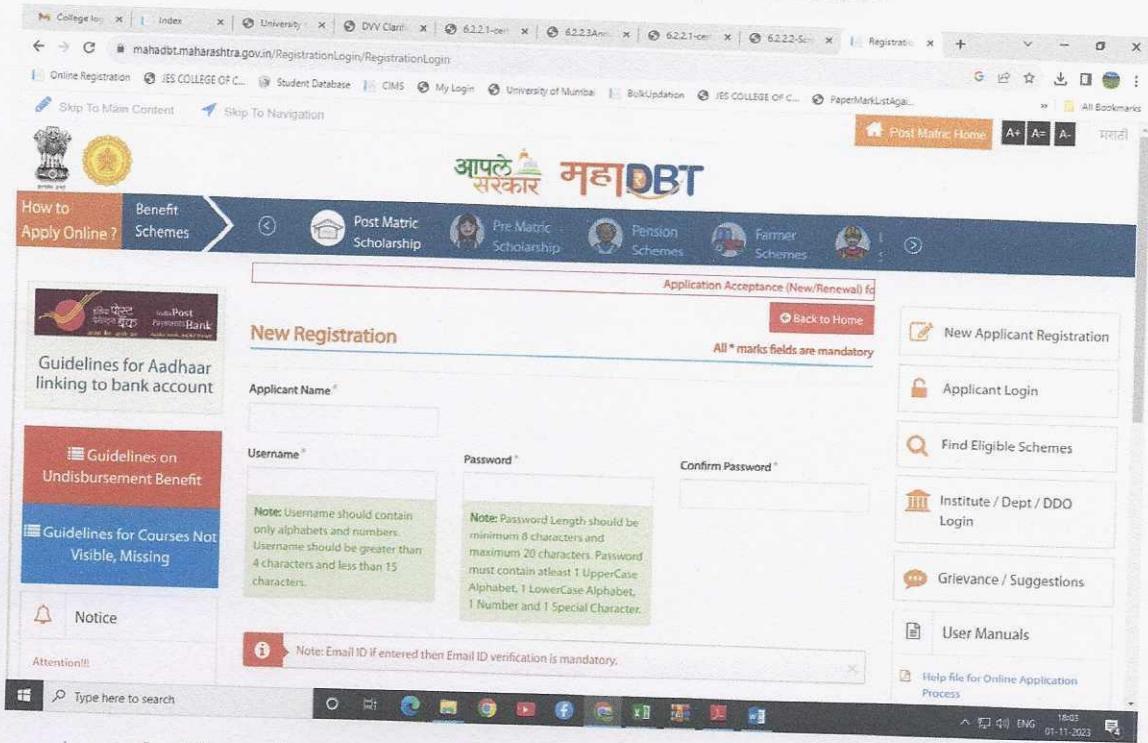 College log
Index
University
DVV Clarif
6.2.2.1-cer
6.2.2.3Ann
6.2.2.1-cer
6.2.2.2-Scr
Registratio
mahadbt.maharashtra.gov.in/RegistrationLogin/RegistrationLogin
Online Registration
JES COLLEGE OF C...
Student Database
CIMS
My Login
University of Mumbai
BulkUpdation
JES COLLEGE OF C...
PaperMarkListAgai...
All Bookmarks
Skip To Main Content
Skip To Navigation
Post Matric Home
A+ A= A-
मराठी
आपले
सरकार
महाDBT
How to
Apply Online ?
Benefit
Schemes
Post Matric
Scholarship
Pre Matric
Scholarship
Pension
Schemes
Farmer
Schemes
Application Acceptance (New/Renewal) fo
India Post
Payments Bank
Guidelines for Aadhaar
linking to bank account
Guidelines on
Undisbursement Benefit
Guidelines for Courses Not
Visible, Missing
Notice
Attention!!!
New Registration
Back to Home
All * marks fields are mandatory
Applicant Name *
Username *
Password *
Confirm Password *
Note: Username should contain
only alphabets and numbers.
Username should be greater than
4 characters and less than 15
characters.
Note: Password Length should be
minimum 8 characters and
maximum 20 characters. Password
must contain atleast 1 UpperCase
Alphabet, 1 LowerCase Alphabet,
1 Number and 1 Special Character.
Note: Email ID if entered then Email ID verification is mandatory.
New Applicant Registration
Applicant Login
Find Eligible Schemes
Institute / Dept / DDO
Login
Grievance / Suggestions
User Manuals
Help file for Online Application
Process
Type here to search
ENG
18:03
01-11-2023